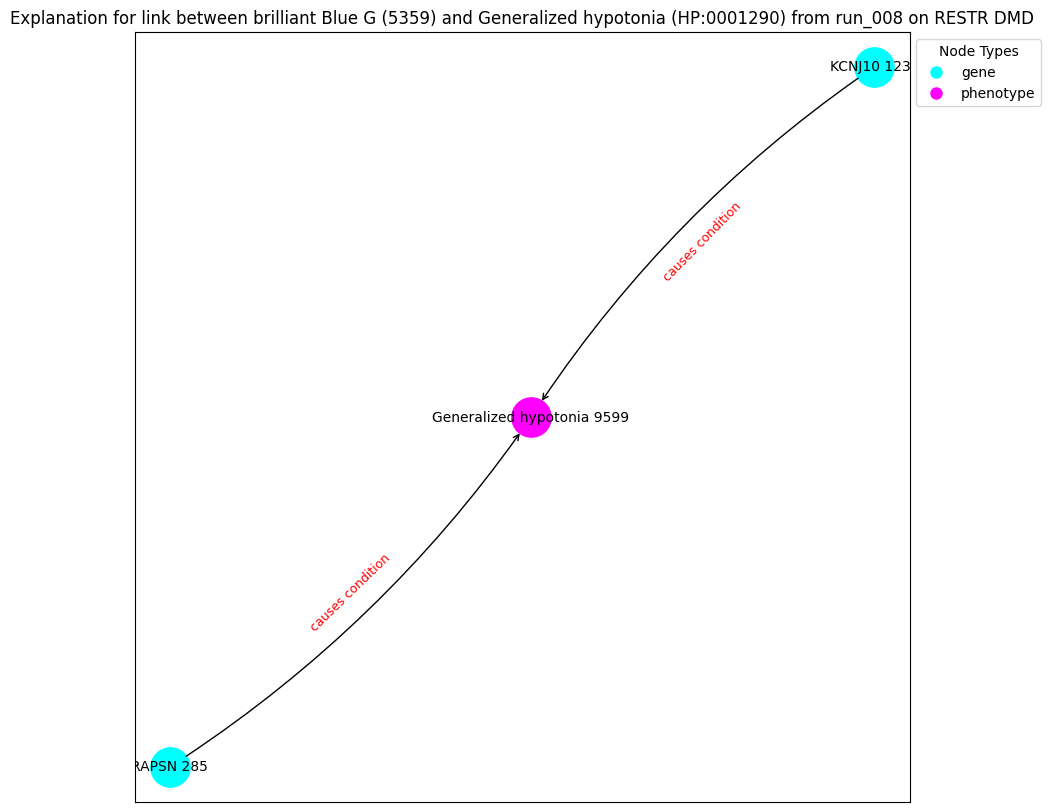 Explanation for link between brilliant Blue G (5359) and Generalized hypotonia (HP:0001290) from run_008 on RESTR DMD
Node Types
gene
phenotype
KCNJ10 123
causes condition
Generalized hypotonia 9599
causes condition
RAPSN 285